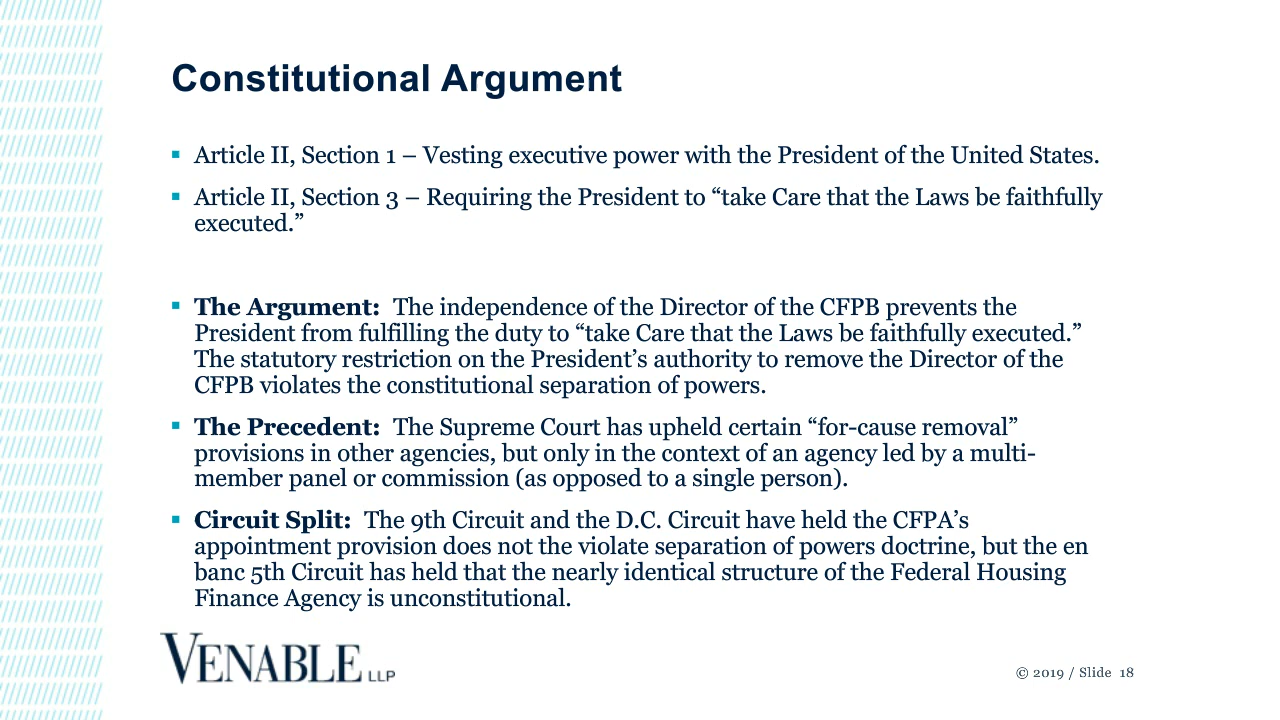 Constitutional Argument
▪ Article II, Section 1 – Vesting executive power with the President of the United States.
▪ Article II, Section 3 – Requiring the President to “take Care that the Laws be faithfully
executed.”
▪ The Argument:  The independence of the Director of the CFPB prevents the
President from fulfilling the duty to “take Care that the Laws be faithfully executed.”
The statutory restriction on the President’s authority to remove the Director of the
CFPB violates the constitutional separation of powers.
▪ The Precedent:  The Supreme Court has upheld certain “for-cause removal”
provisions in other agencies, but only in the context of an agency led by a multi-
member panel or commission (as opposed to a single person).
▪ Circuit Split:  The 9th Circuit and the D.C. Circuit have held the CFPA’s
appointment provision does not the violate separation of powers doctrine, but the en
banc 5th Circuit has held that the nearly identical structure of the Federal Housing
Finance Agency is unconstitutional.
VENABLE LLP
© 2019 / Slide 18